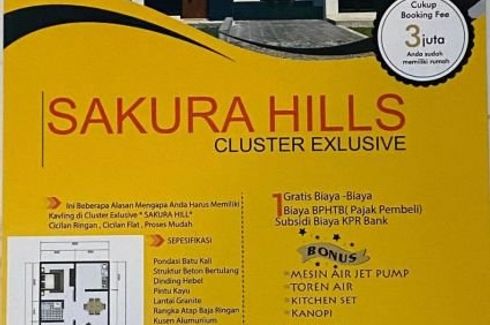 Cukup
Booking Fee
3 juta
Anda sudah
memiliki rumah
SAKURA HILLS
CLUSTER EXLUSIVE
Ini Beberapa Alasan Mengapa Anda Harus Memiliki
Kavling di Cluster Exlusive " SAKURA HILL"
Cicilan Ringan , Cicilan Flat , Proses Mudah.
SEPESIFIKASI
Pondasi Batu Kali
Struktur Beton Bertulang
Dinding Hebel
Pintu Kayu
Lantai Granite
Rangka Atap Baja Ringan
Kusen Alumunium
1 Gratis Biaya -Biaya
Biaya BPHTB( Pajak Pembeli)
Subsidi Biaya KPR Bank
BONUS
MESIN AIR JET PUMP
TOREN AIR
KITCHEN SET
KANOPI